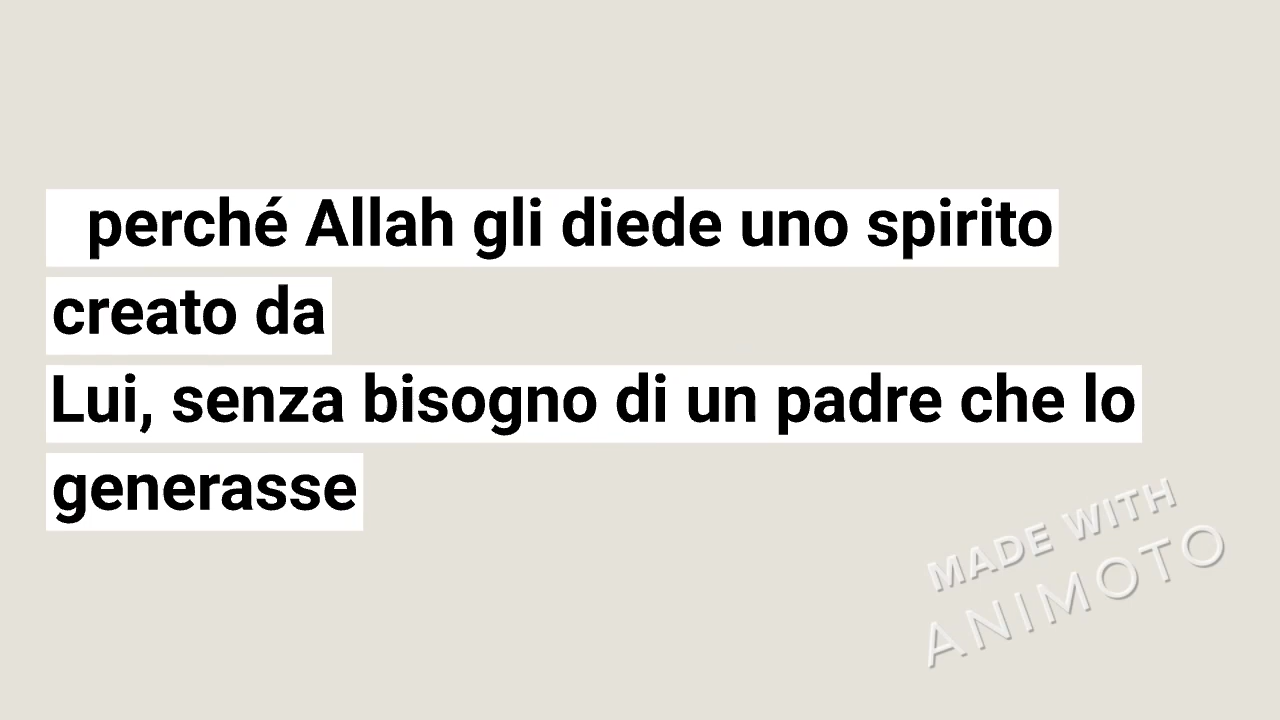 perché Allah gli diede uno spirito
creato da
Lui, senza bisogno di un padre che lo
generasse
MADE WITH
ANIMOTO